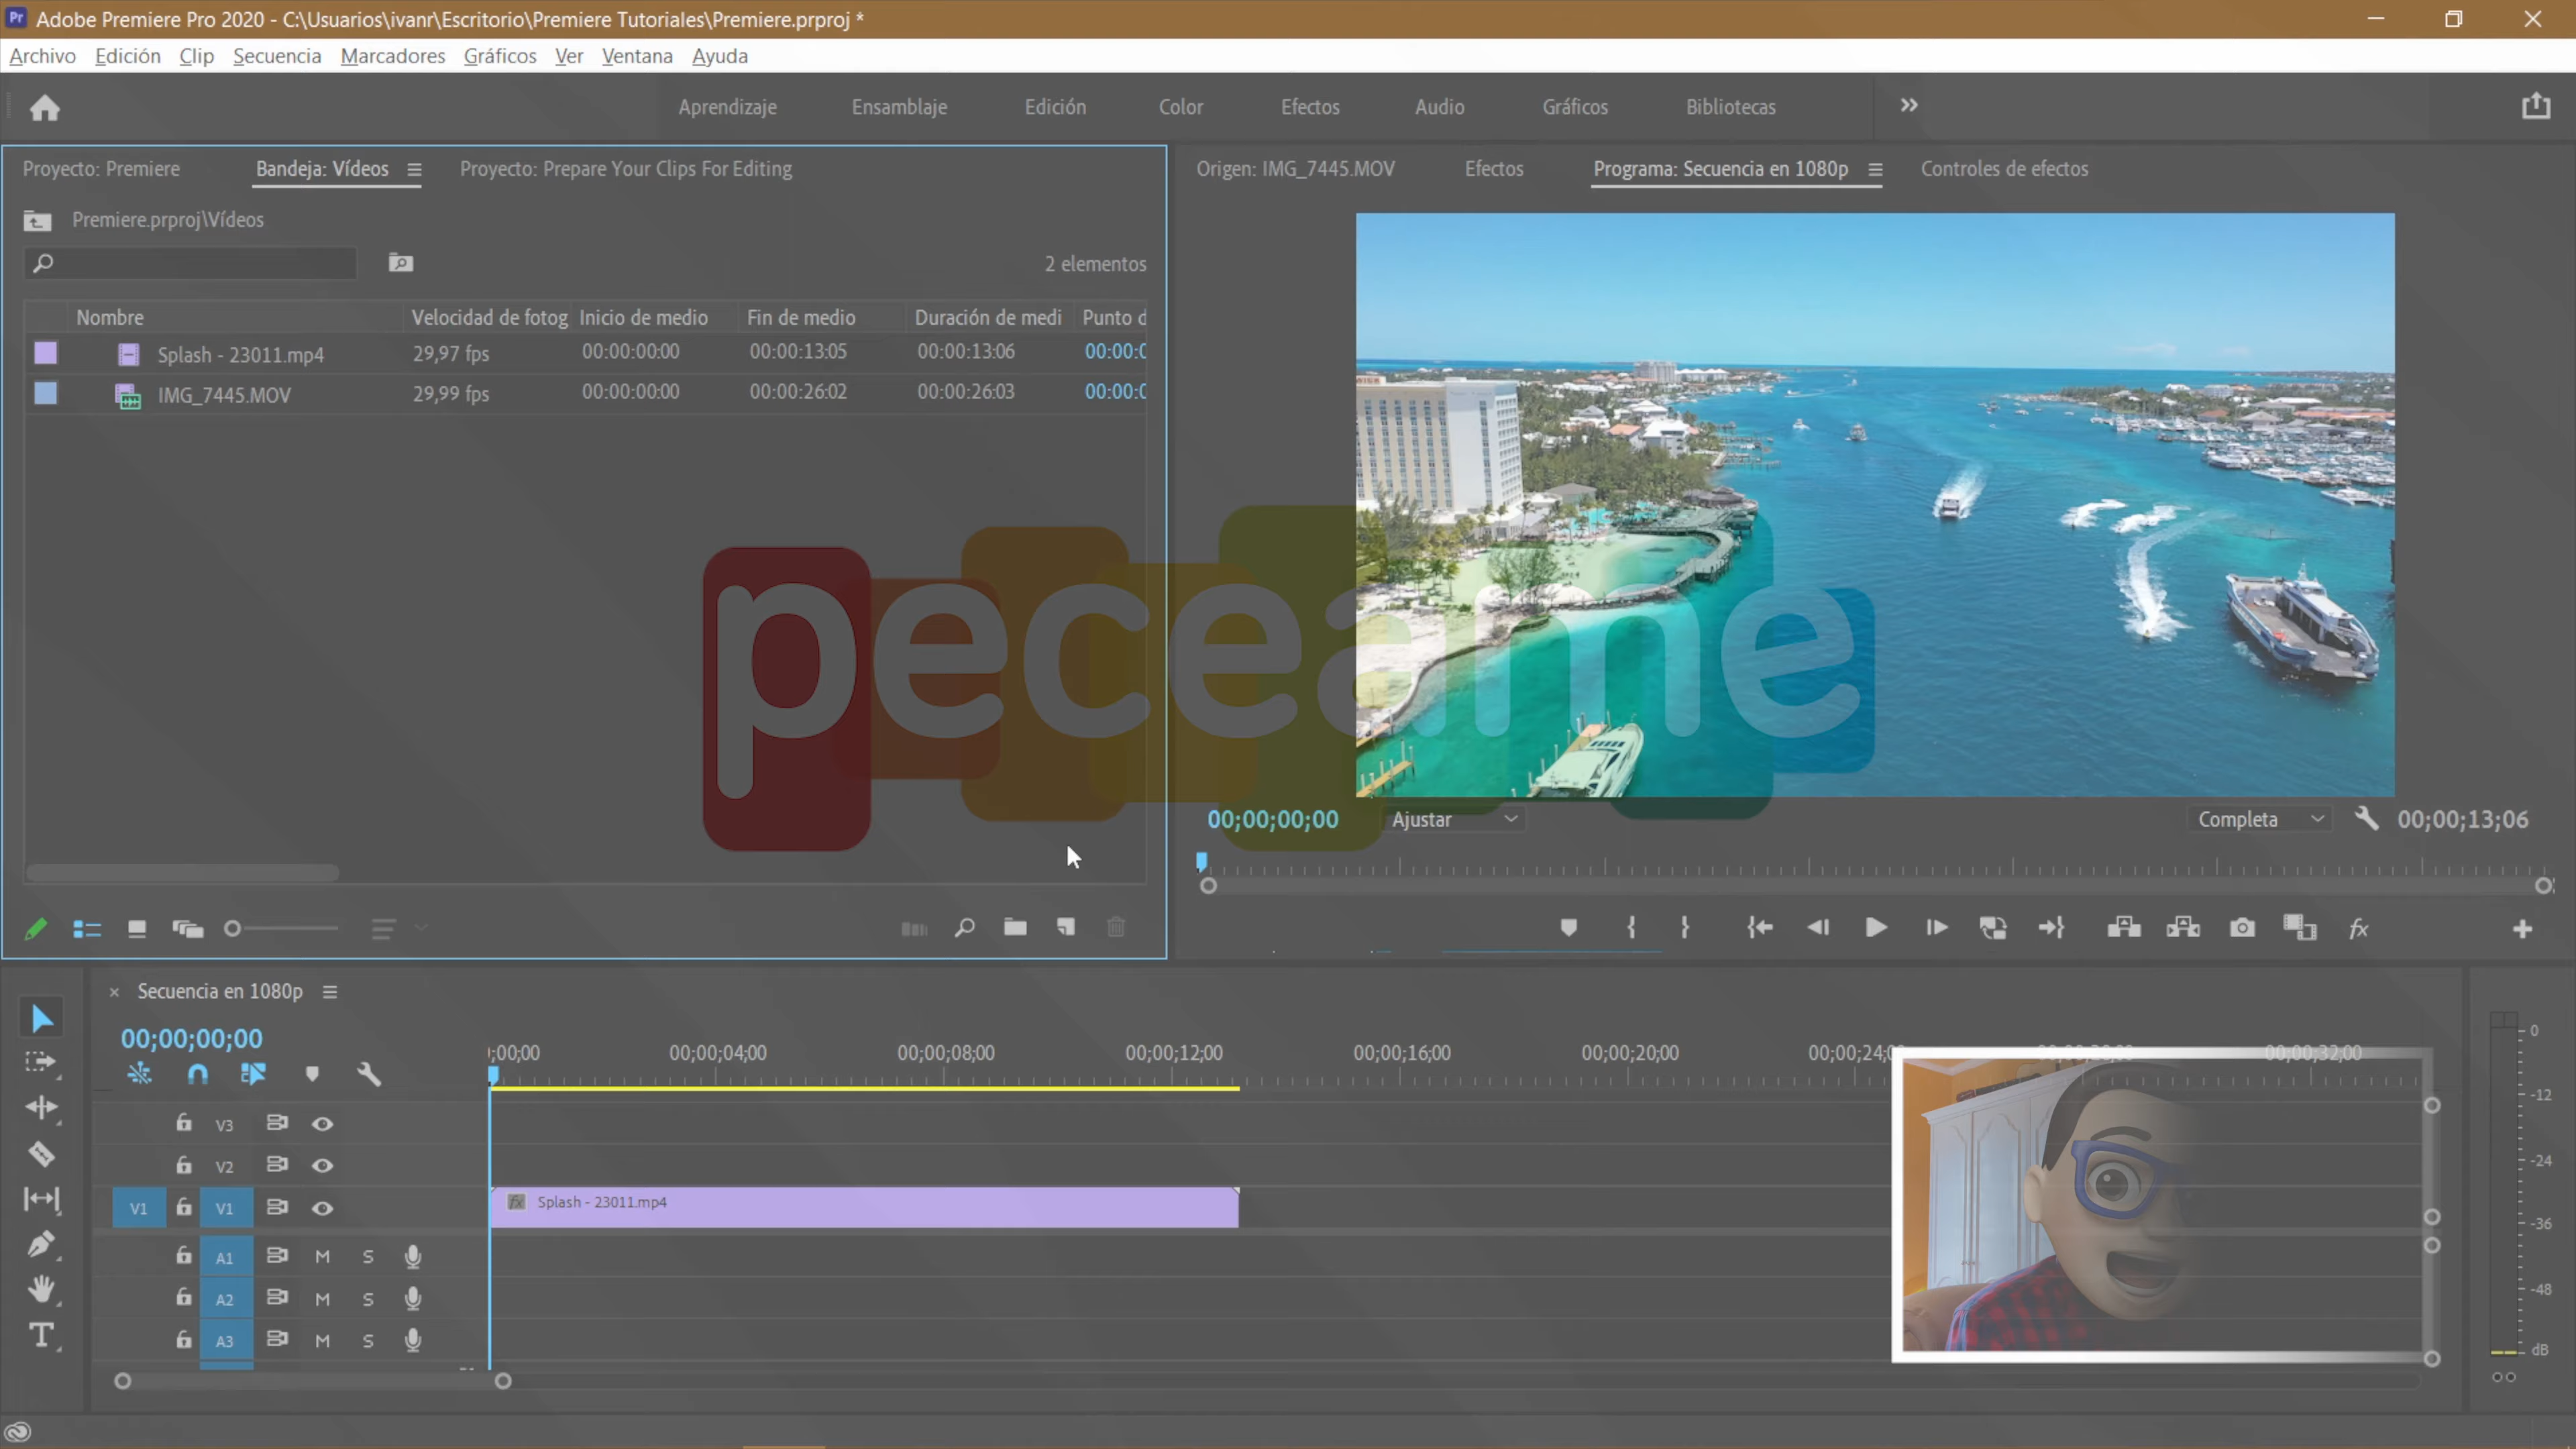 Pr Adobe Premiere Pro 2020 - C:\Usuarios\ivanr\Escritorio\Premiere Tutoriales\Premiere.prproj *
Archivo Edición Clip Secuencia Marcadores Gráficos Ver Ventana Ayuda
Aprendizaje Ensamblaje Edición Color Efectos Audio Gráficos Bibliotecas
Proyecto: Premiere Bandeja: Vídeos Proyecto: Prepare Your Clips For Editing
Premiere.prproj\Vídeos
2 elementos
Nombre Velocidad de fotog Inicio de medio Fin de medio Duración de medi Punto d
Splash - 23011.mp4 29,97 fps 00:00:00:00 00:00:13:05 00:00:13:06 00:00:0
IMG_7445.MOV 29,99 fps 00:00:00:00 00:00:26:02 00:00:26:03 00:00:0
Origen: IMG_7445.MOV Efectos Programa: Secuencia en 1080p Controles de efectos
peceame
00;00;00;00 Ajustar Completa 00;00;13;06
fx
Secuencia en 1080p
00;00;00;00
;00;00 00;00;04;00 00;00;08;00 00;00;12;00 00;00;16;00 00;00;20;00 00;00;24;00 00;00;32;00
V3
V2
V1 V1 fx Splash - 23011.mp4
A1 M S
A2 M S
A3 M S
0
-12
-24
-36
-48
dB